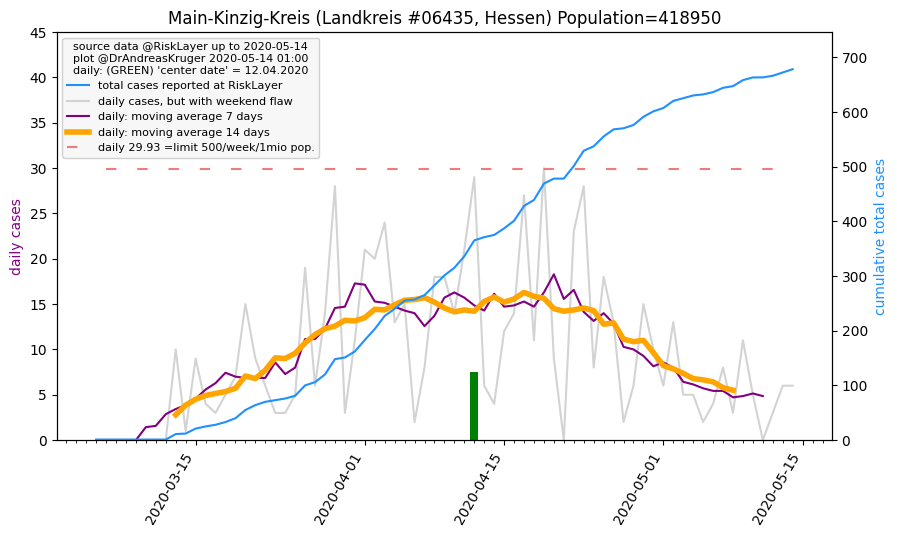 Main-Kinzig-Kreis (Landkreis #06435, Hessen) Population=418950
source data @RiskLayer up to 2020-05-14
plot @DrAndreasKruger 2020-05-14 01:00
daily: (GREEN) 'center date' = 12.04.2020
total cases reported at RiskLayer
daily cases, but with weekend flaw
daily: moving average 7 days
daily: moving average 14 days
daily 29.93 =limit 500/week/1mio pop.
daily cases
45
40
35
30
25
20
15
10
5
0
cumulative total cases
700
600
500
400
300
200
100
0
2020-03-15
2020-04-01
2020-04-15
2020-05-01
2020-05-15